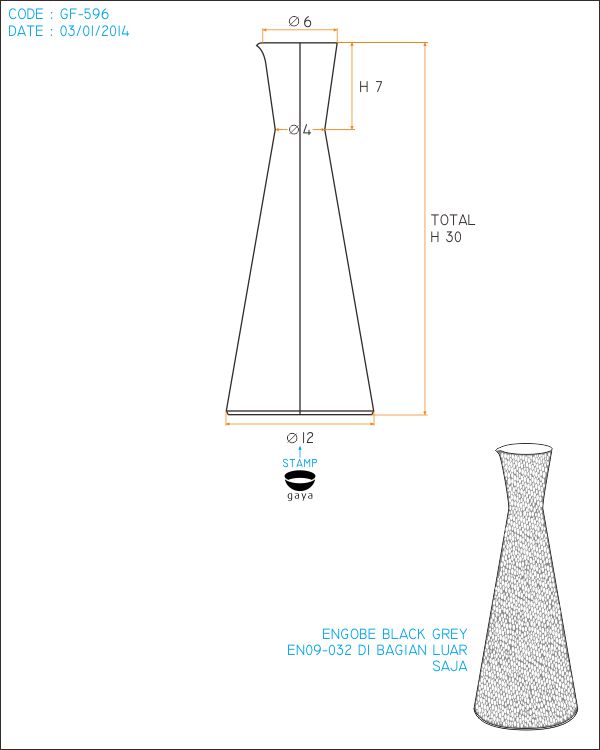 CODE : GF-596
DATE : 03/01/2014
Ø 6
H 7
Ø 4
TOTAL
H 30
Ø 12
STAMP
gaya
ENGOBE BLACK GREY
EN09-032 DI BAGIAN LUAR
SAJA